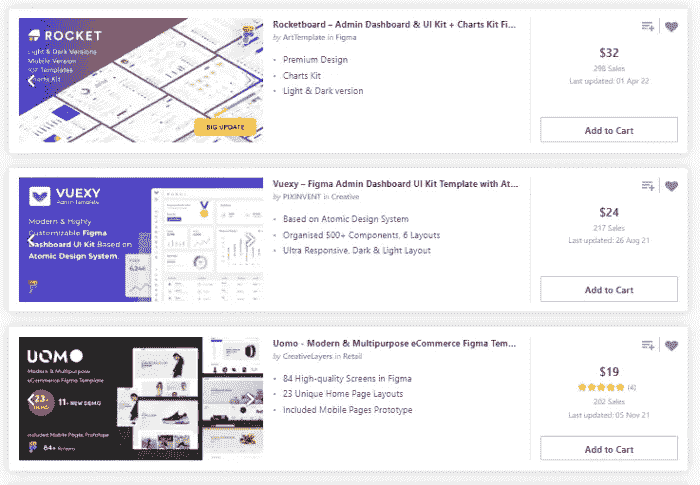 ROCKET
Light & Dark Versions
Mobile Version
Kit Templates
Charts Kit
BIG UPDATE
Rocketboard – Admin Dashboard & UI Kit + Charts Kit Fi...
by ArtTemplate in Figma
Premium Design
Charts Kit
Light & Dark version
$32
298 Sales
Last updated: 01 Apr 22
Add to Cart
VUEXY
Admin Template
Modern & Highly
Customizable Figma
Dashboard UI Kit Based on
Atomic Design System.
Vuexy – Figma Admin Dashboard UI Kit Template with At...
by PIXINVENT in Creative
Based on Atomic Design System
Organised 500+ Components, 6 Layouts
Ultra Responsive, Dark & Light Layout
$24
217 Sales
Last updated: 26 Aug 21
Add to Cart
UOMO
Modern & Multipurpose
eCommerce Figma Template
23+
11+ NEW DEMO
Included Mobile Pages Prototype
84+ Screens
Uomo - Modern & Multipurpose eCommerce Figma Tem...
by CreativeLayers in Retail
84 High-quality Screens in Figma
23 Unique Home Page Layouts
Included Mobile Pages Prototype
$19
(4)
202 Sales
Last updated: 05 Nov 21
Add to Cart